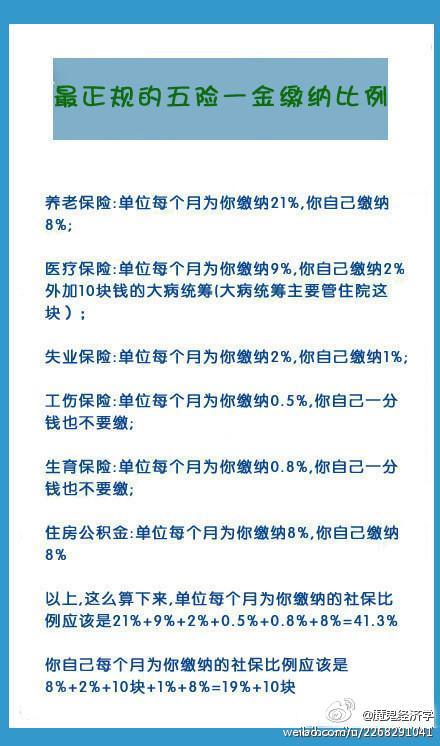 最正规的五险一金缴纳比例
养老保险:单位每个月为你缴纳21%,你自己缴纳
8%;
医疗保险:单位每个月为你缴纳9%,你自己缴纳2%
外加10块钱的大病统筹(大病统筹主要管住院这
块）;
失业保险:单位每个月为你缴纳2%,你自己缴纳1%;
工伤保险:单位每个月为你缴纳0.5%,你自己一分
钱也不要缴;
生育保险:单位每个月为你缴纳0.8%,你自己一分
钱也不要缴;
住房公积金:单位每个月为你缴纳8%,你自己缴纳
8%
以上,这么算下来,单位每个月为你缴纳的社保比
例应该是21%+9%+2%+0.5%+0.8%+8%=41.3%
你自己每个月为你缴纳的社保比例应该是
8%+2%+10块+1%+8%=19%+10块
@魔鬼经济学
weibo.com/u/2268291041